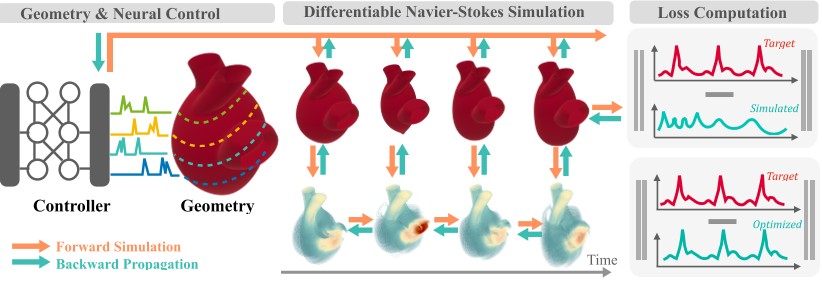 Geometry & Neural Control
Differentiable Navier-Stokes Simulation
Loss Computation
Target
Simulated
Controller
Geometry
Target
Optimized
Forward Simulation
Backward Propagation
Time